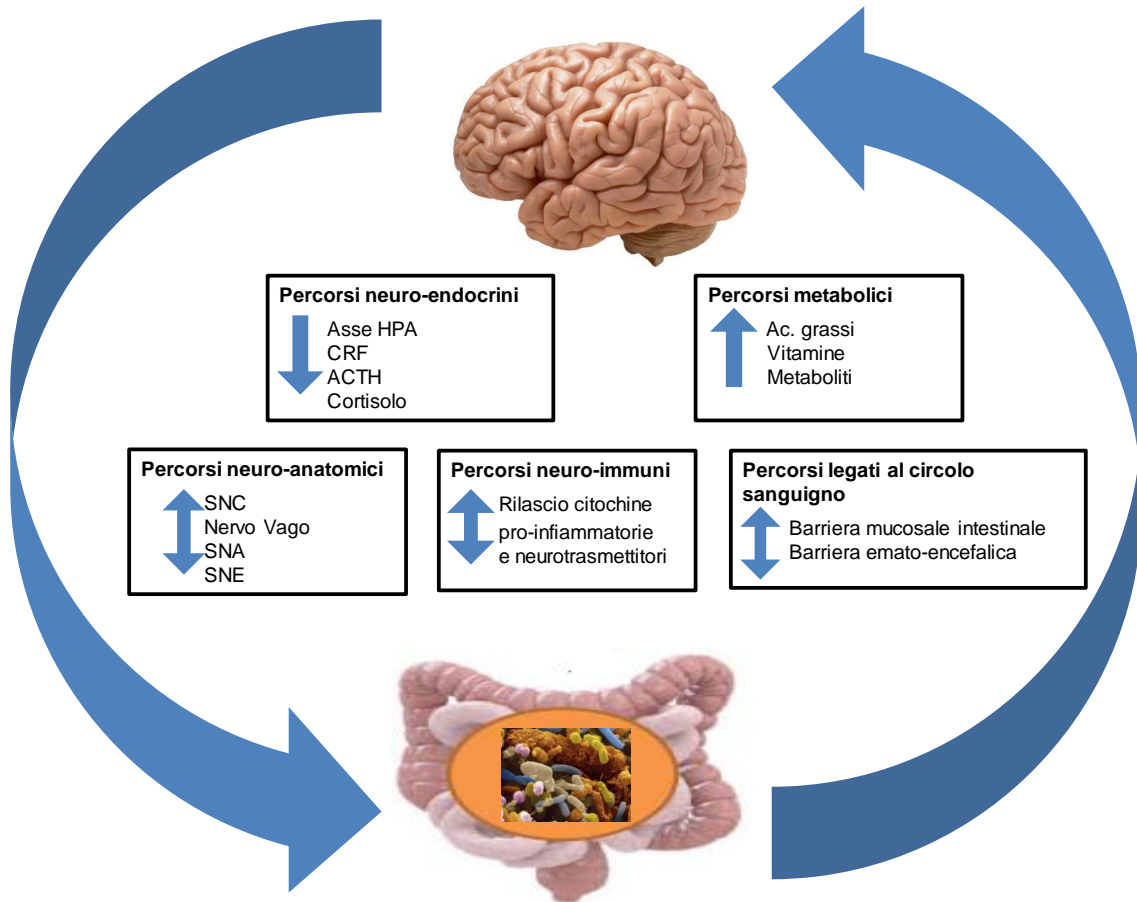 Percorsi neuro-endocrini
Asse HPA
CRF
ACTH
Cortisolo
Percorsi metabolici
Ac. grassi
Vitamine
Metaboliti
Percorsi neuro-anatomici
SNC
Nervo Vago
SNA
SNE
Percorsi neuro-immuni
Rilascio citochine
pro-infiammatorie
e neurotrasmettitori
Percorsi legati al circolo
sanguigno
Barriera mucosale intestinale
Barriera emato-encefalica